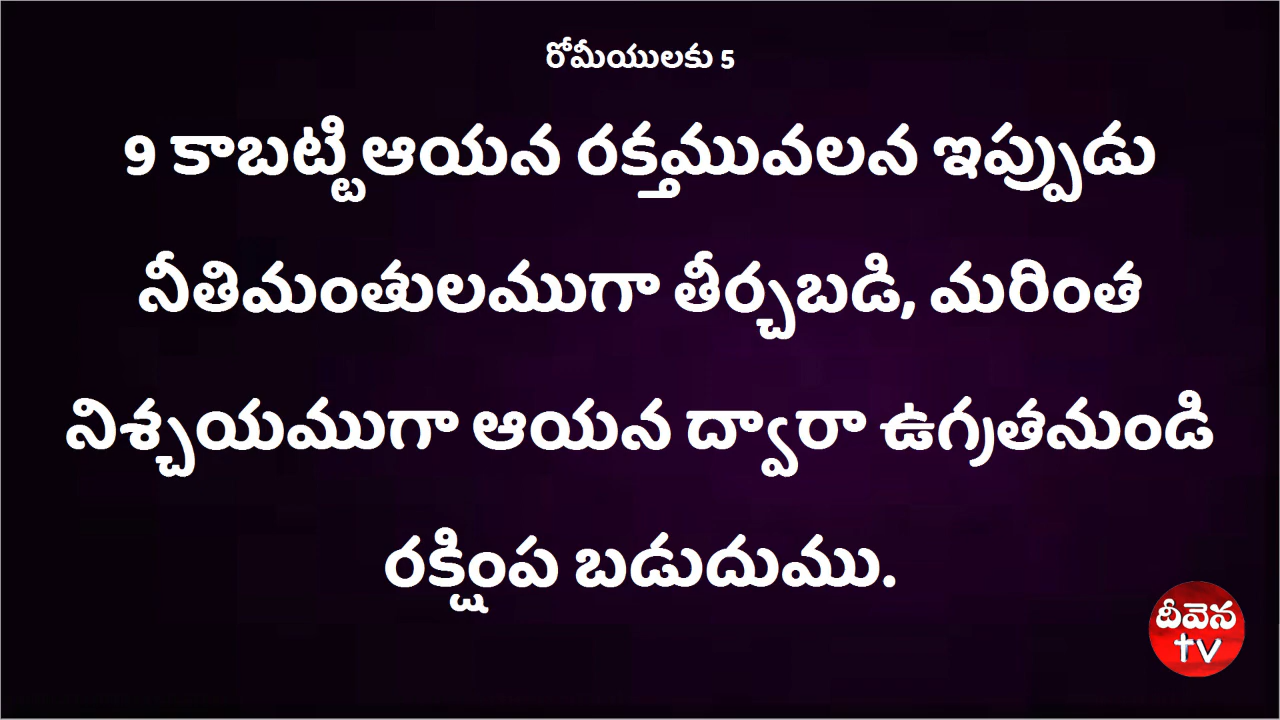 రోమీయులకు 5
9 కాబట్టి ఆయన రక్తమువలన ఇప్పుడు
నీతిమంతులముగా తీర్చబడి, మరింత
నిశ్చయముగా ఆయన ద్వారా ఉగ్రతనుండి
రక్షింప బడుదుము.
దీవెన
tv